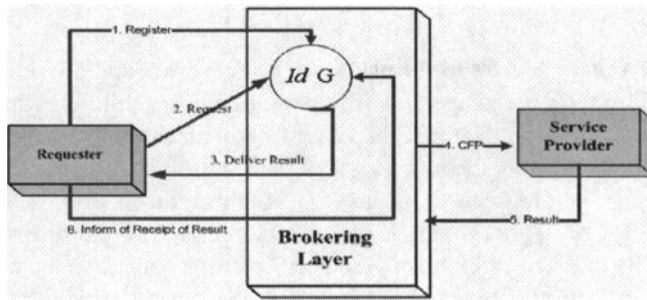 1. Register
Id G
2. Request
Requester
3. Deliver Result
4. CFP
Service
Provider
5. Result
6. Inform of Receipt of Result
Brokering
Layer